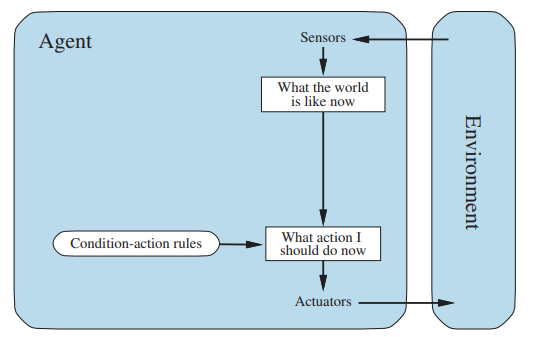 Agent
Sensors
What the world
is like now
Environment
Condition-action rules
What action I
should do now
Actuators